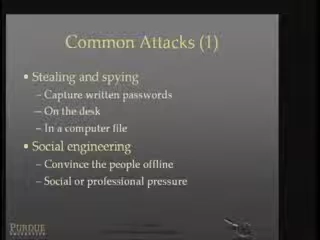 Common Attacks (1)
• Stealing and spying
– Capture written passwords
– On the desk
– In a computer file
• Social engineering
– Convince the people offline
– Social or professional pressure
PURDUE